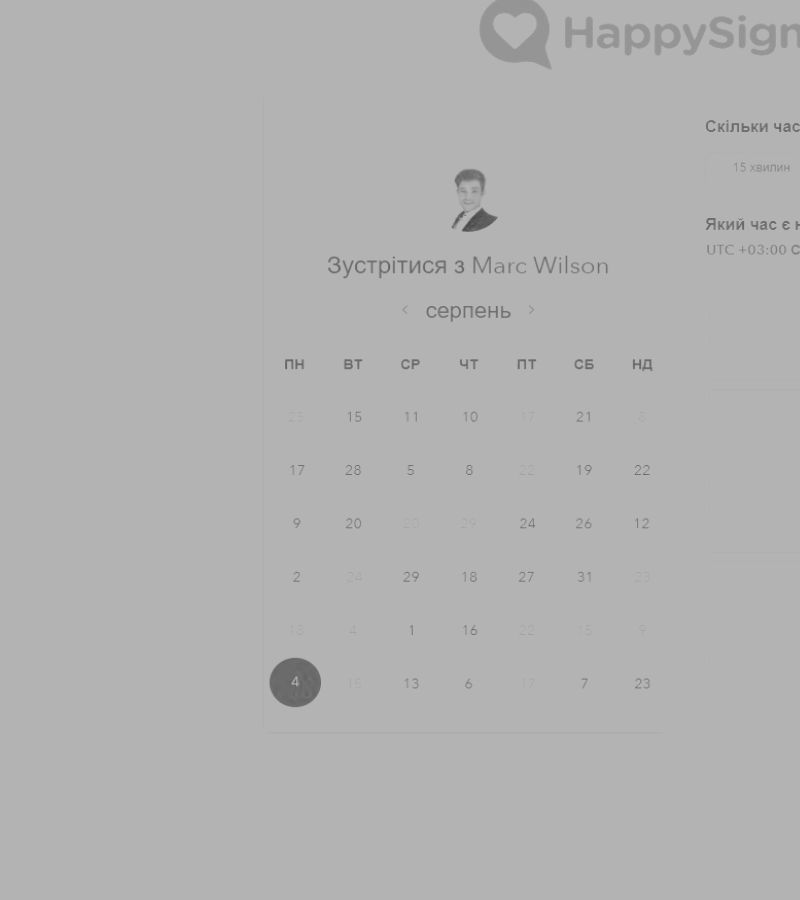 HappySign
Скільки час
15 хвилин
Який час є н
UTC +03:00 С
Зустрітися з Marc Wilson
серпень
ПН ВТ СР ЧТ ПТ СБ НД
25 15 11 10 17 21 6
17 28 5 8 22 19 22
9 20 20 29 24 26 12
2 24 29 18 27 31 23
18 4 1 16 22 15 9
4 15 13 6 17 7 23